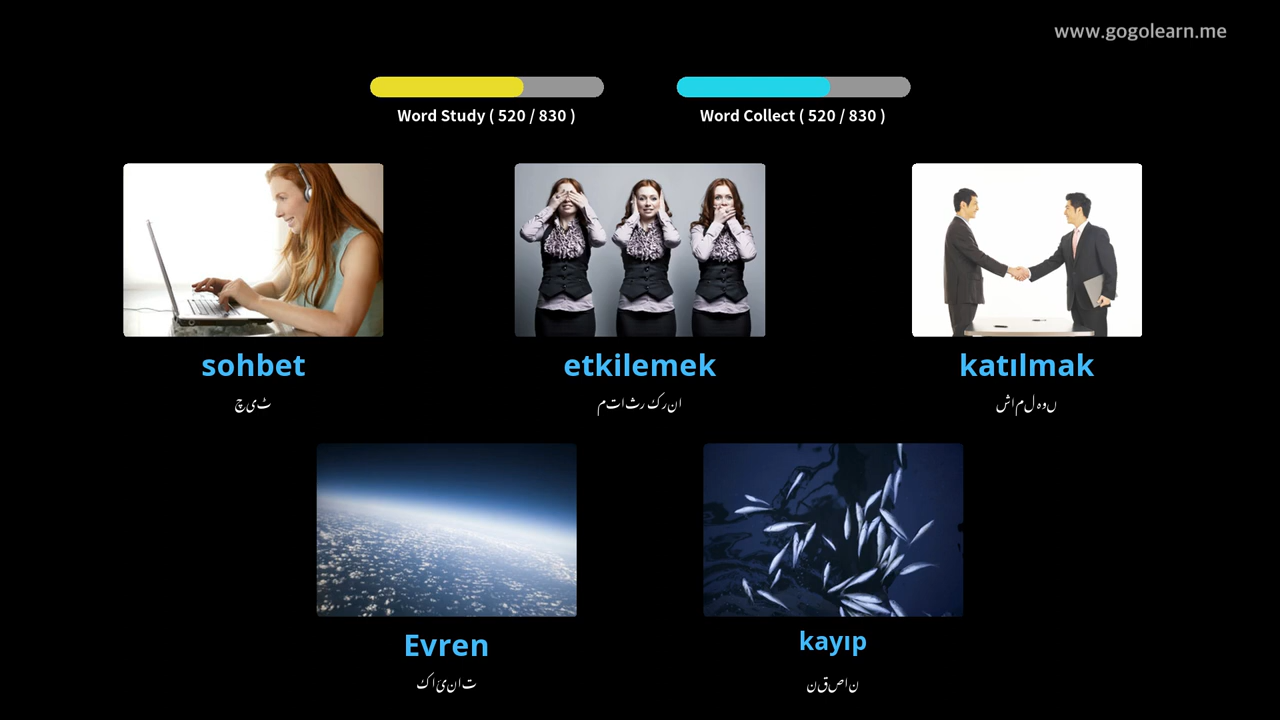 www.gogolearn.me
Word Study ( 520 / 830 )
Word Collect ( 520 / 830 )
sohbet
etkilemek
katılmak
چیٹ
متاثر کرنا
شامل ہوں
Evren
kayıp
کائنات
نقصان